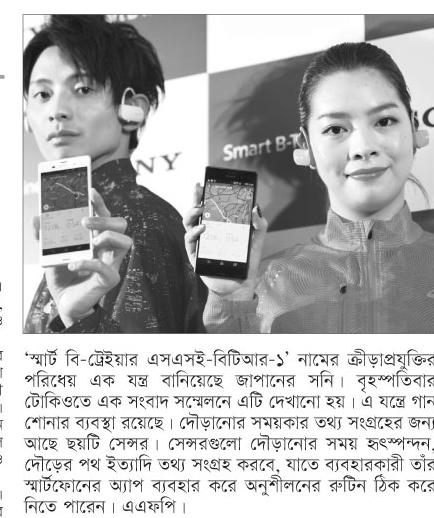 NY
Smart B-T
SO
‘স্মার্ট বি-ট্রেইয়ার এসএসই-বিটিআর-১’ নামের ক্রীড়াপ্রযুক্তির
পরিধেয় এক যন্ত্র বানিয়েছে জাপানের সনি। বৃহস্পতিবার
টোকিওতে এক সংবাদ সম্মেলনে এটি দেখানো হয়। এ যন্ত্রে গান
শোনার ব্যবস্থা রয়েছে। দৌড়ানোর সময়কার তথ্য সংগ্রহের জন্য
আছে ছয়টি সেন্সর। সেন্সরগুলো দৌড়ানোর সময় হৃৎস্পন্দন,
দৌড়ের পথ ইত্যাদি তথ্য সংগ্রহ করবে, যাতে ব্যবহারকারী তাঁর
স্মার্টফোনের অ্যাপ ব্যবহার করে অনুশীলনের রুটিন ঠিক করে
নিতে পারেন। এএফপি।